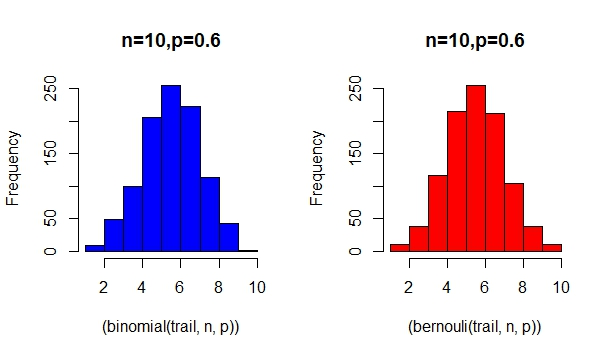 n=10,p=0.6
Frequency
250
150
50
0
2 4 6 8 10
(binomial(trail, n, p))
n=10,p=0.6
Frequency
250
150
50
0
2 4 6 8 10
(bernouli(trail, n, p))